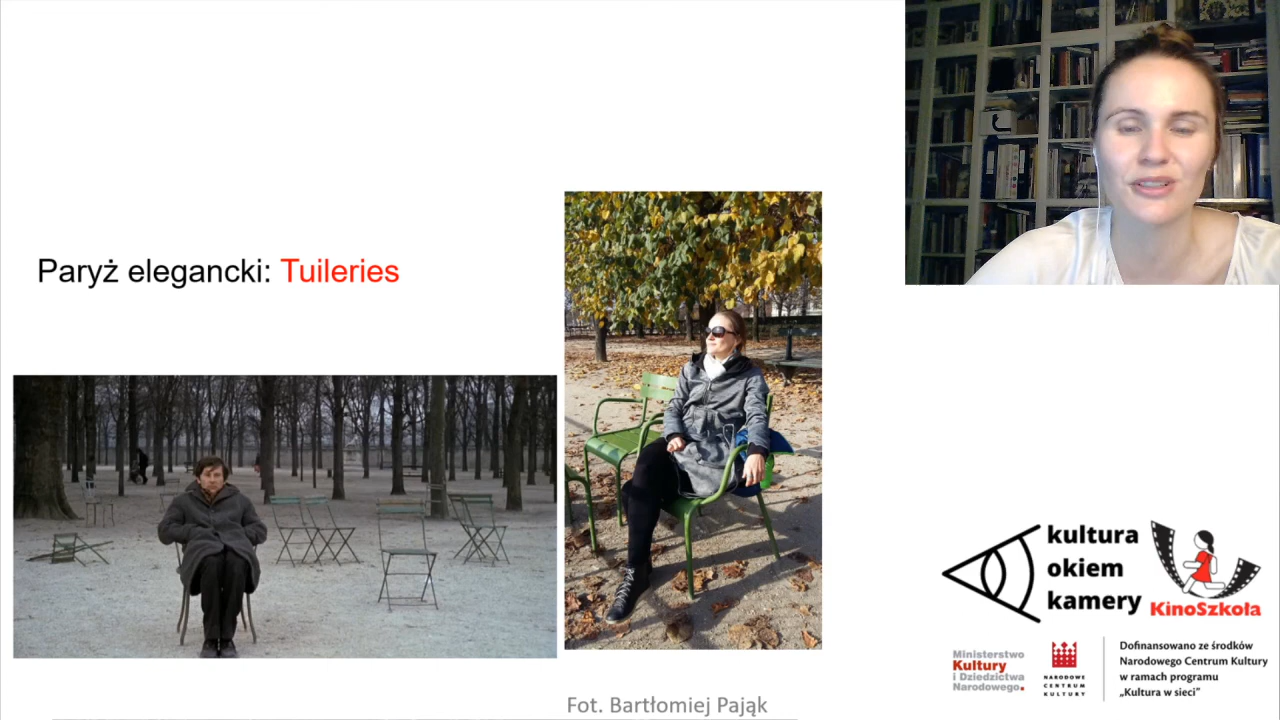 Paryż elegancki: Tuileries
Fot. Bartłomiej Pająk
kultura
okiem
kamery
KinoSzkoła
Ministerstwo
Kultury
i Dziedzictwa
Narodowego.
NARODOWE
CENTRUM
KULTURY
Dofinansowano ze środków
Narodowego Centrum Kultury
w ramach programu
„Kultura w sieci”